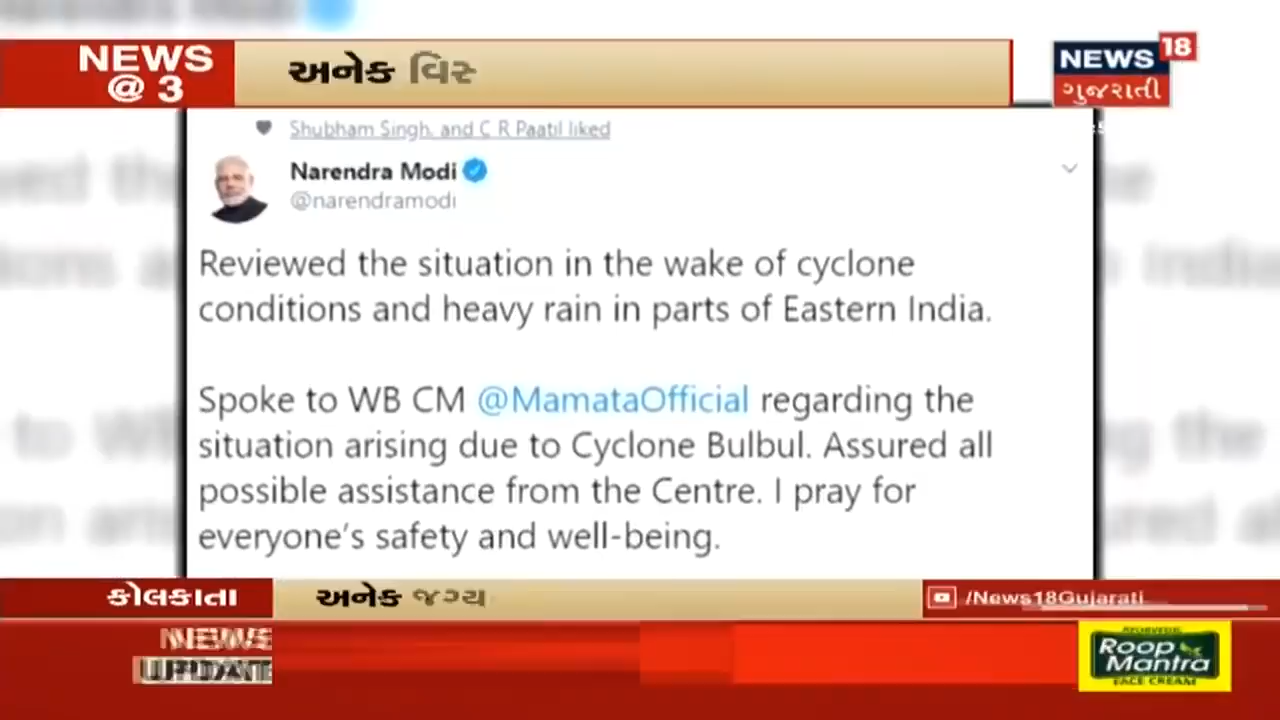 NEWS
@ 3
અનેક વિસ
NEWS 18
ગુજરાતી
Shubham Singh, and C R Paatil liked
Narendra Modi
@narendramodi
Reviewed the situation in the wake of cyclone
conditions and heavy rain in parts of Eastern India.
Spoke to WB CM @MamataOfficial regarding the
situation arising due to Cyclone Bulbul. Assured all
possible assistance from the Centre. I pray for
everyone’s safety and well-being.
કોલકાતા
અનેક જગ્ય
/News18Gujarati
NEWS
UPDATE
AYURVEDIC
Roop
Mantra
FACE CREAM